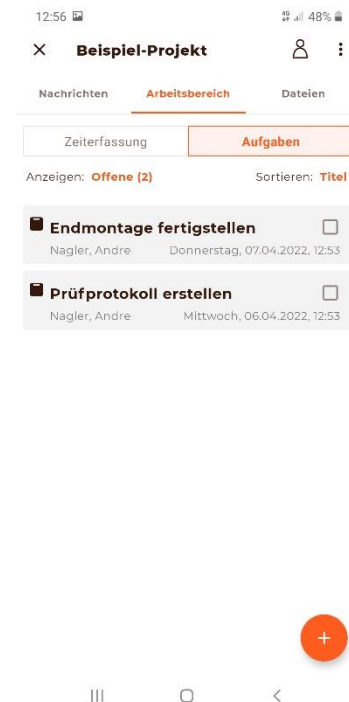 12:56 48%
Beispiel-Projekt
Nachrichten Arbeitsbereich Dateien
Zeiterfassung Aufgaben
Anzeigen: Offene (2) Sortieren: Titel
Endmontage fertigstellen
Nagler, Andre Donnerstag, 07.04.2022, 12:53
Prüfprotokoll erstellen
Nagler, Andre Mittwoch, 06.04.2022, 12:53